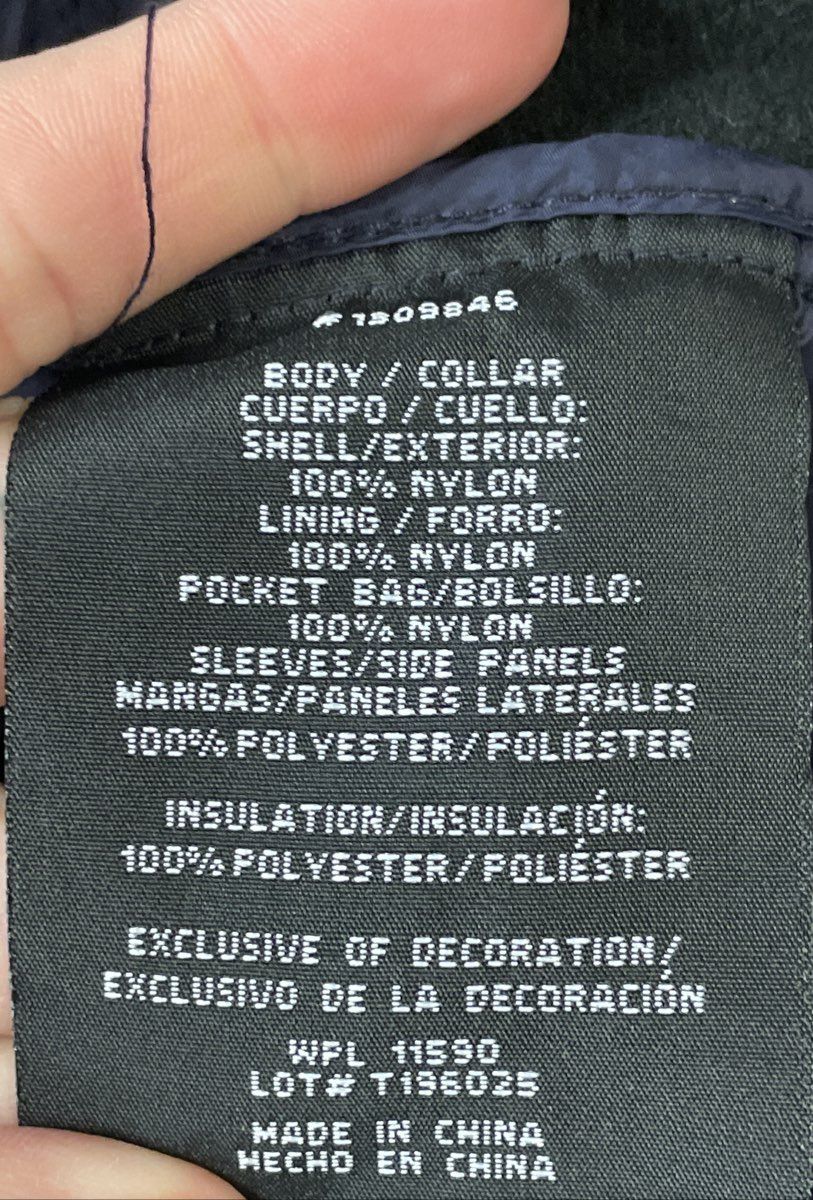 # 1309846
BODY / COLLAR
CUERPO / CUELLO:
SHELL/EXTERIOR:
100% NYLON
LINING / FORRO:
100% NYLON
POCKET BAG/BOLSILLO:
100% NYLON
SLEEVES/SIDE PANELS
MANGAS/PANELES LATERALES
100% POLYESTER/POLIÉSTER
INSULATION/INSULACIÓN:
100% POLYESTER/POLIÉSTER
EXCLUSIVE OF DECORATION/
EXCLUSIVO DE LA DECORACIÓN
WPL 11590
LOT# T196025
MADE IN CHINA
HECHO EN CHINA